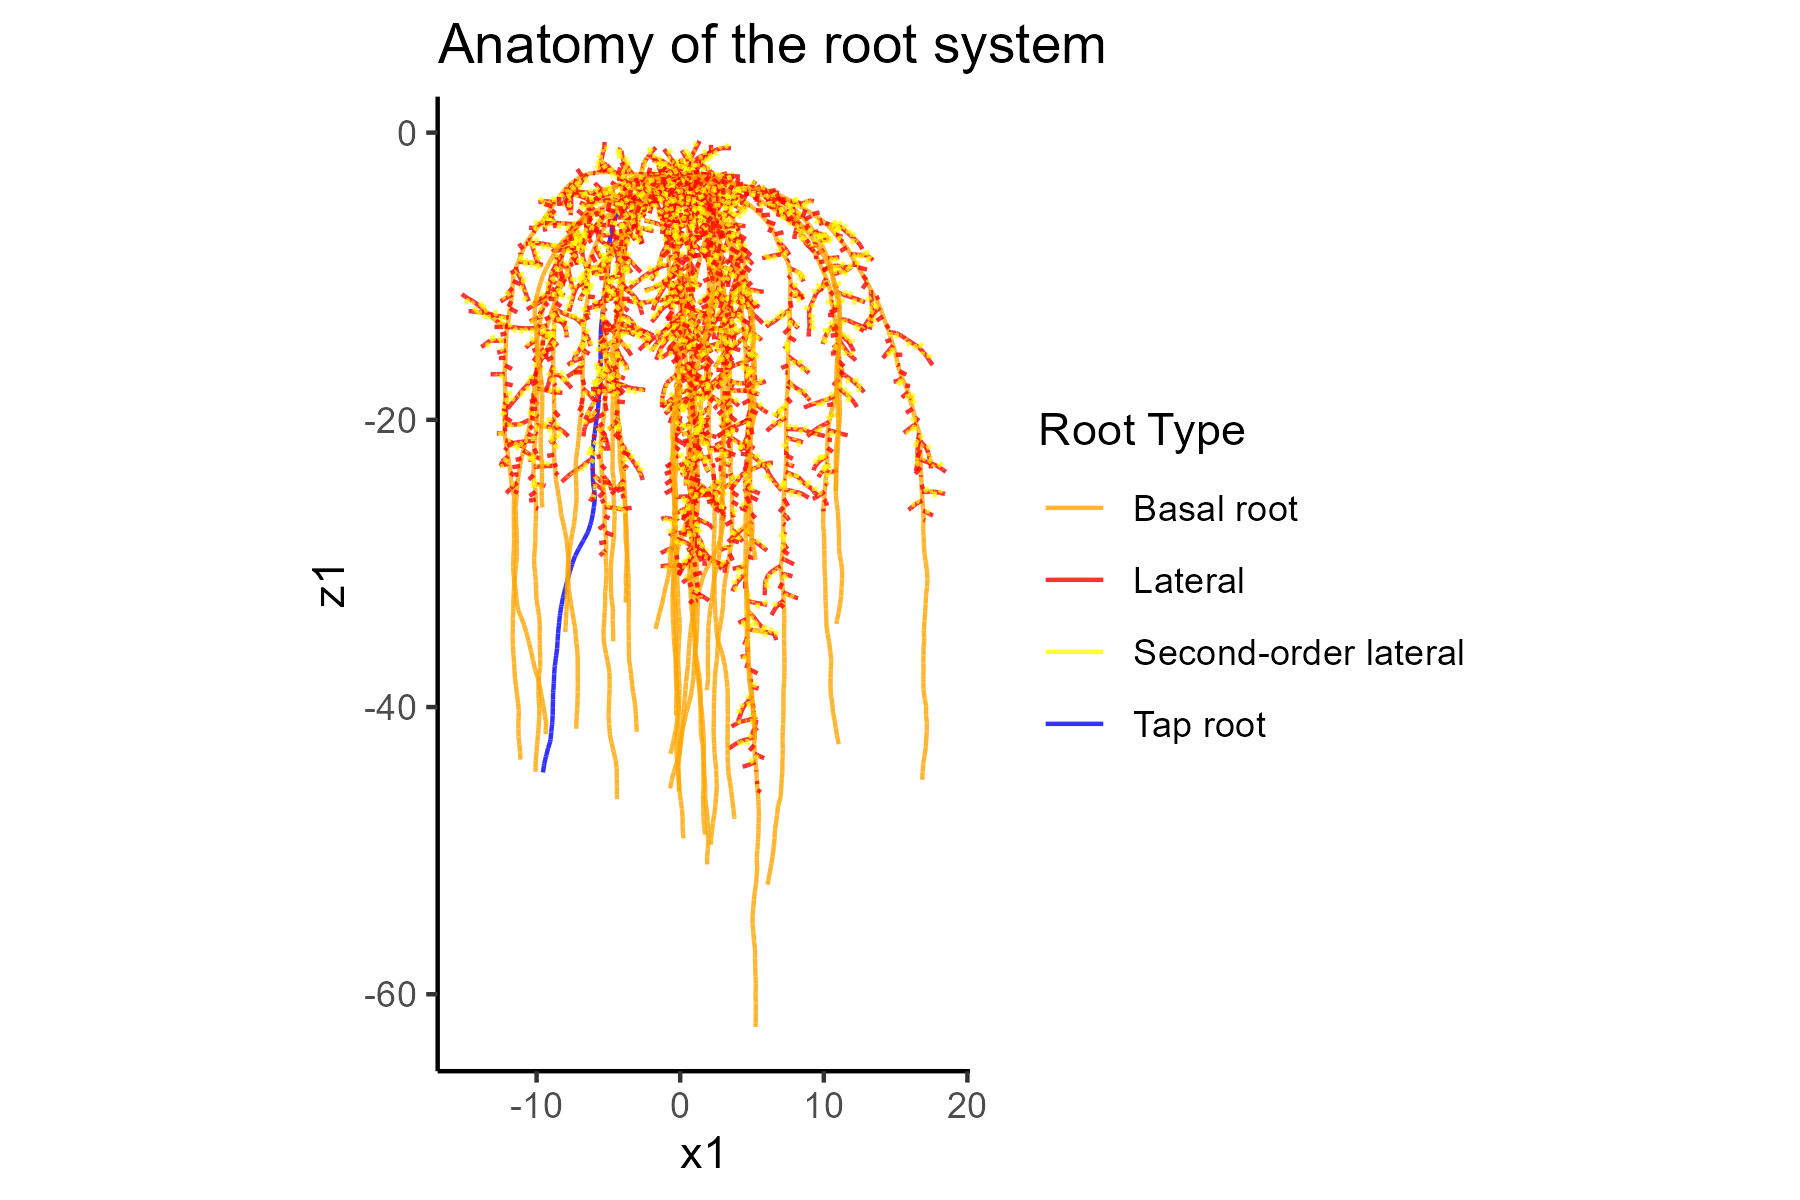 Anatomy of the root system
0
-20
-40
-60
z1
-10 0 10 20
x1
Root Type
Basal root
Lateral
Second-order lateral
Tap root